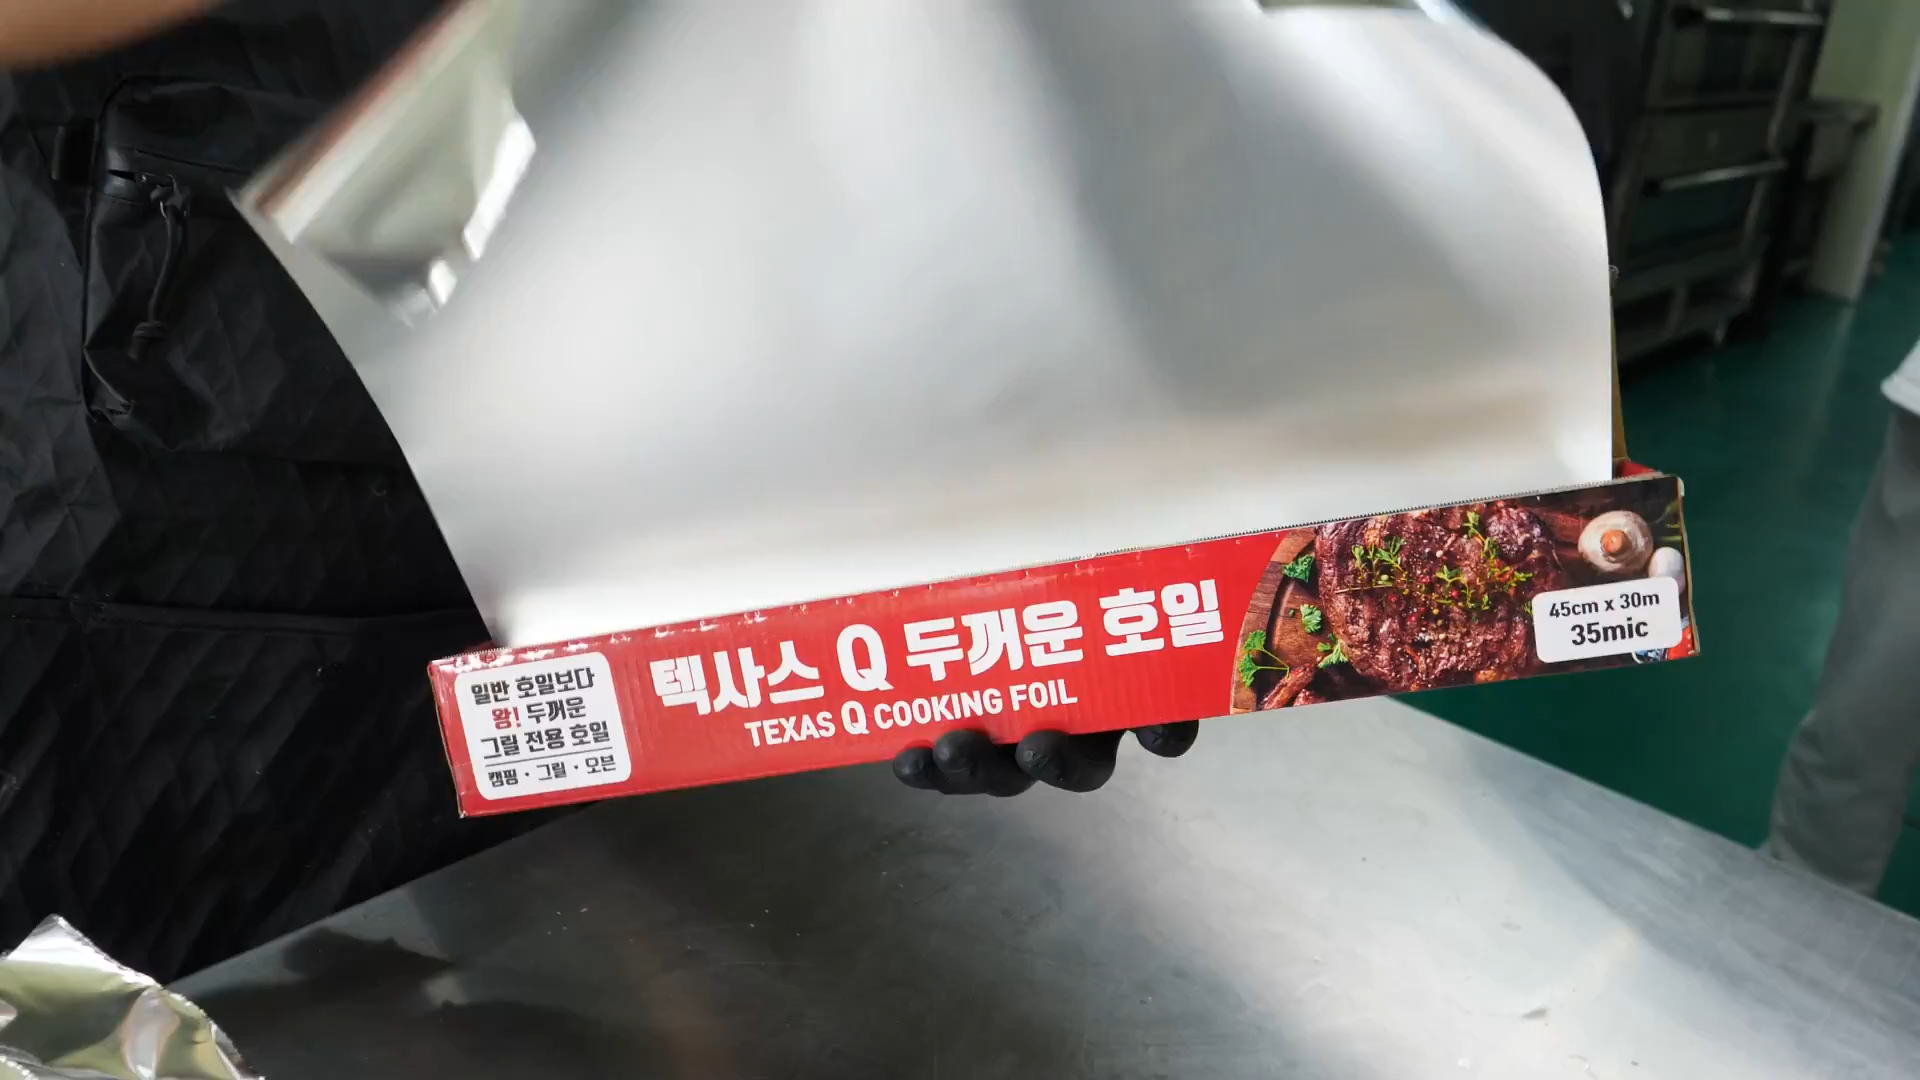 일반 호일보다
왕! 두꺼운
그릴 전용 호일
캠핑 · 그릴 · 오븐
텍사스 Q 두꺼운 호일
TEXAS Q COOKING FOIL
45cm x 30m
35mic